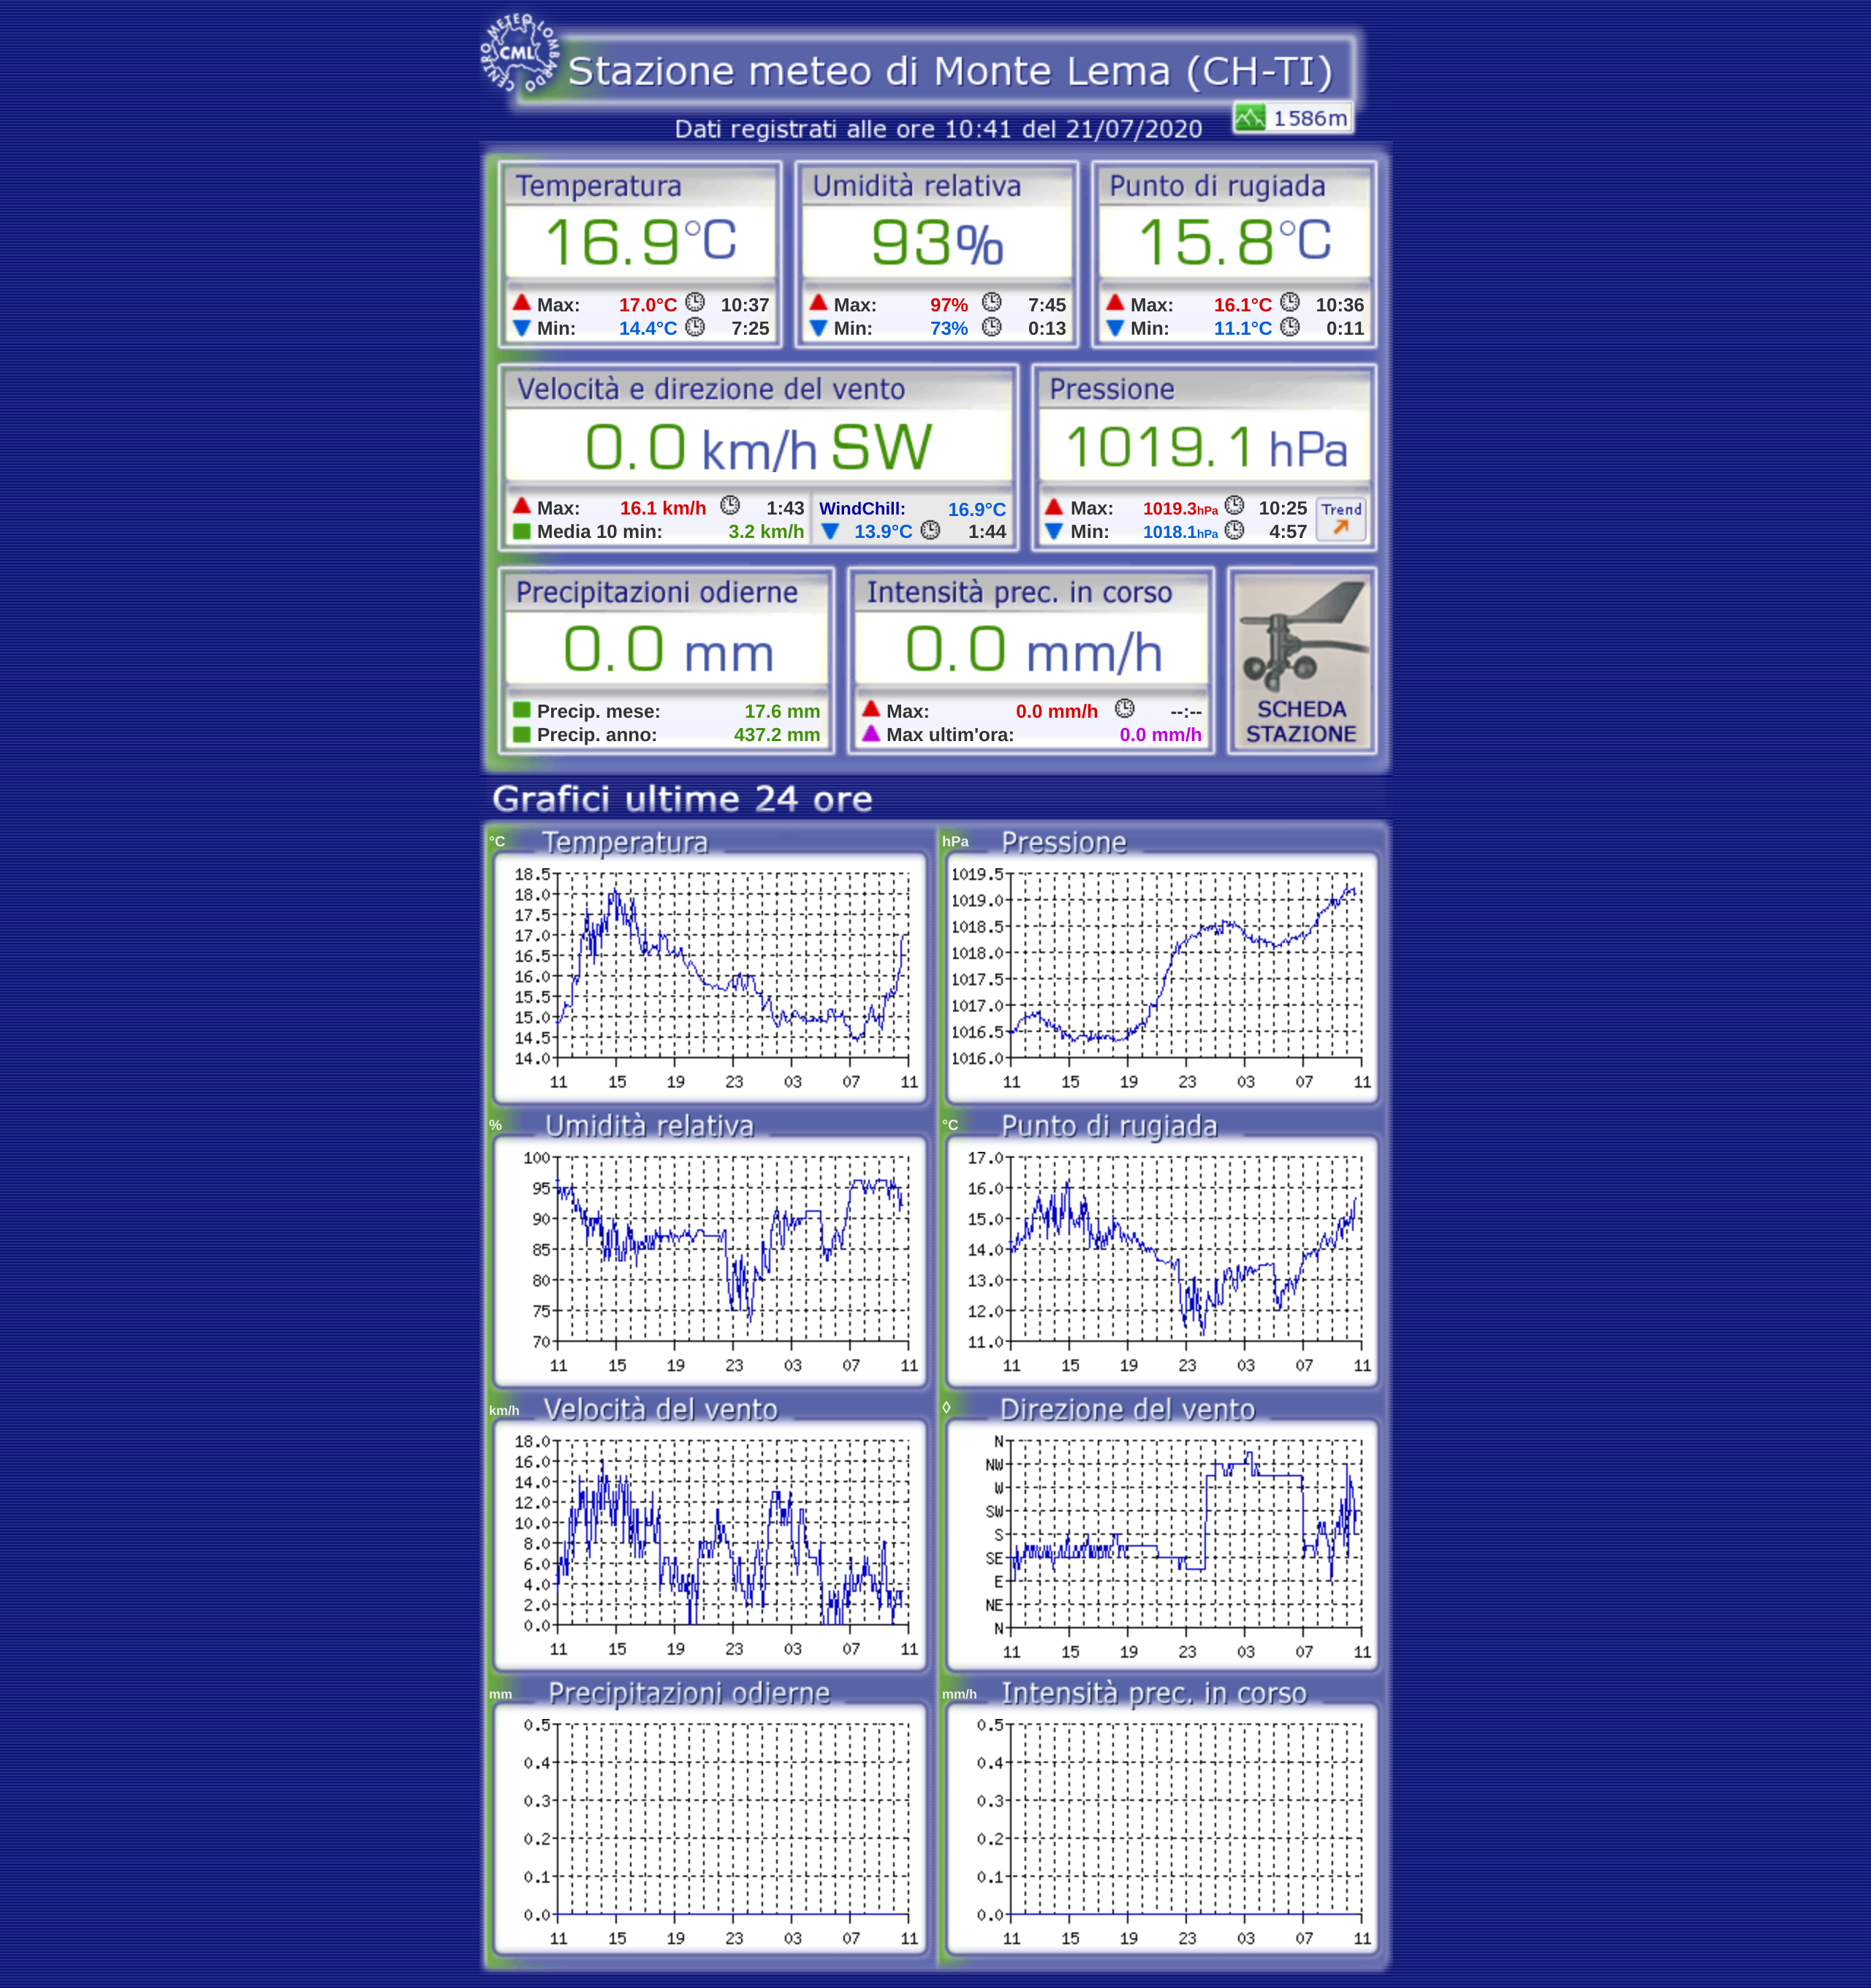 CENTRO METEO LOMBARDO
CML
Stazione meteo di Monte Lema (CH-TI)
1586m
Dati registrati alle ore 10:41 del 21/07/2020
Temperatura
16.9°C
Max: 17.0°C 10:37
Min: 14.4°C 7:25
Umidità relativa
93%
Max: 97% 7:45
Min: 73% 0:13
Punto di rugiada
15.8°C
Max: 16.1°C 10:36
Min: 11.1°C 0:11
Velocità e direzione del vento
0.0 km/h SW
Max: 16.1 km/h 1:43
Media 10 min: 3.2 km/h
WindChill: 16.9°C
13.9°C 1:44
Pressione
1019.1 hPa
Max: 1019.3hPa 10:25
Min: 1018.1hPa 4:57
Trend
Precipitazioni odierne
0.0 mm
Precip. mese: 17.6 mm
Precip. anno: 437.2 mm
Intensità prec. in corso
0.0 mm/h
Max: 0.0 mm/h --:--
Max ultim'ora: 0.0 mm/h
SCHEDA
STAZIONE
Grafici ultime 24 ore
°C Temperatura
18.5
18.0
17.5
17.0
16.5
16.0
15.5
15.0
14.5
14.0
11 15 19 23 03 07 11
hPa Pressione
1019.5
1019.0
1018.5
1018.0
1017.5
1017.0
1016.5
1016.0
11 15 19 23 03 07 11
% Umidità relativa
100
95
90
85
80
75
70
11 15 19 23 03 07 11
°C Punto di rugiada
17.0
16.0
15.0
14.0
13.0
12.0
11.0
11 15 19 23 03 07 11
km/h Velocità del vento
18.0
16.0
14.0
12.0
10.0
8.0
6.0
4.0
2.0
0.0
11 15 19 23 03 07 11
◊ Direzione del vento
N
NW
W
SW
S
SE
E
NE
N
11 15 19 23 03 07 11
mm Precipitazioni odierne
0.5
0.4
0.3
0.2
0.1
0.0
11 15 19 23 03 07 11
mm/h Intensità prec. in corso
0.5
0.4
0.3
0.2
0.1
0.0
11 15 19 23 03 07 11